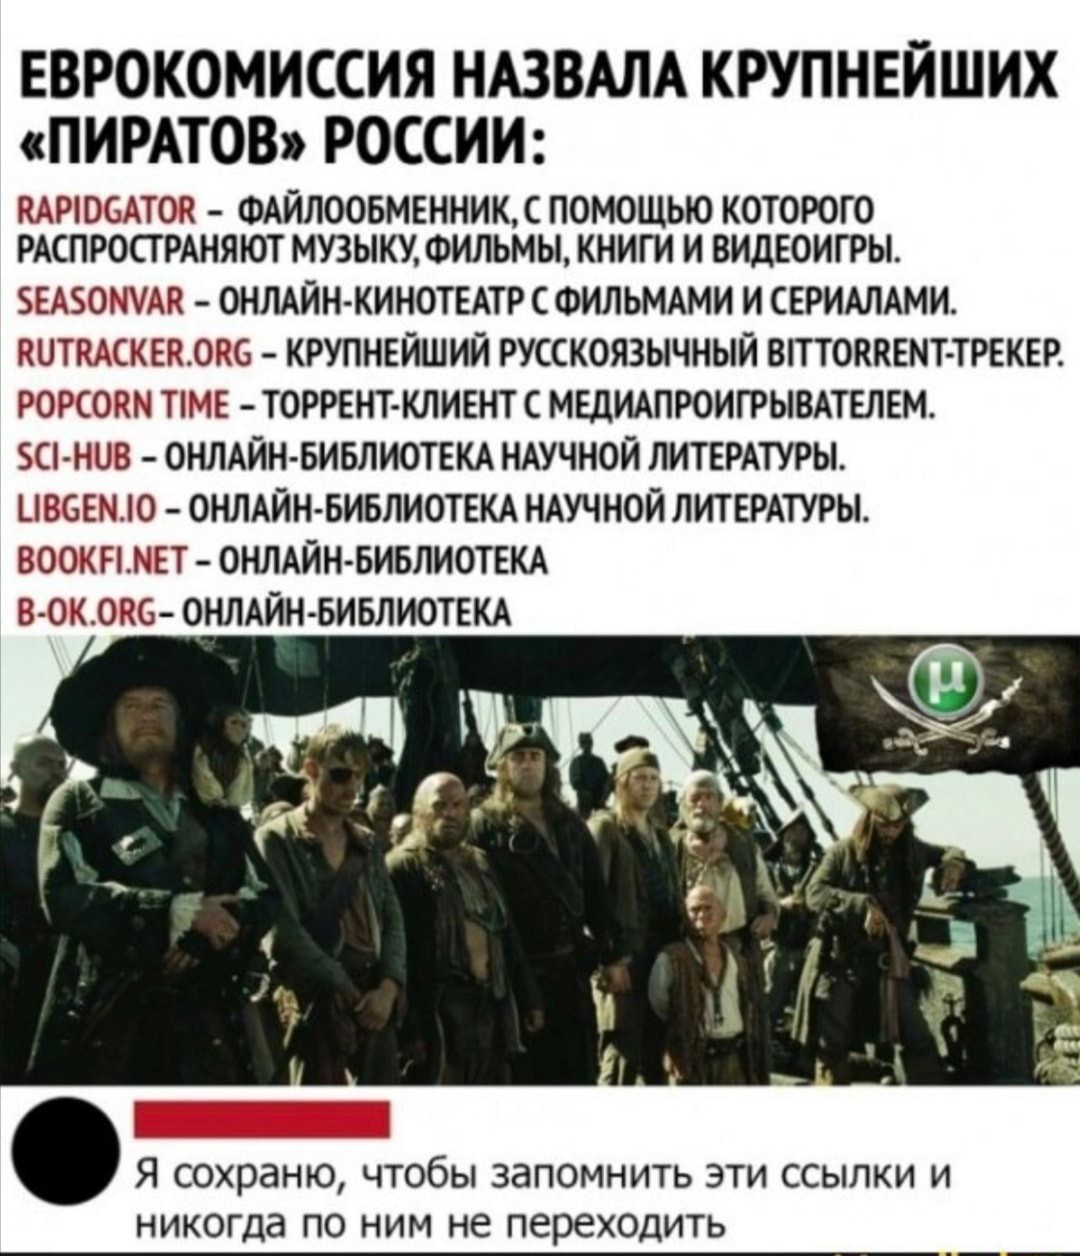 ЕВРОКОМИССИЯ НАЗВАЛА КРУПНЕЙШИХ
«ПИРАТОВ» РОССИИ:
RAPIDGATOR – ФАЙЛООБМЕННИК, С ПОМОЩЬЮ КОТОРОГО
РАСПРОСТРАНЯЮТ МУЗЫКУ, ФИЛЬМЫ, КНИГИ И ВИДЕОИГРЫ.
SEASONVAR – ОНЛАЙН-КИНОТЕАТР С ФИЛЬМАМИ И СЕРИАЛАМИ.
RUTRACKER.ORG – КРУПНЕЙШИЙ РУССКОЯЗЫЧНЫЙ BITTORRENT-ТРЕКЕР.
POPCORN TIME – ТОРРЕНТ-КЛИЕНТ С МЕДИАПРОИГРЫВАТЕЛЕМ.
SCI-HUB – ОНЛАЙН-БИБЛИОТЕКА НАУЧНОЙ ЛИТЕРАТУРЫ.
LIBGEN.IO – ОНЛАЙН-БИБЛИОТЕКА НАУЧНОЙ ЛИТЕРАТУРЫ.
BOOKFI.NET – ОНЛАЙН-БИБЛИОТЕКА
B-OK.ORG– ОНЛАЙН-БИБЛИОТЕКА
µ
Я сохраню, чтобы запомнить эти ссылки и
никогда по ним не переходить